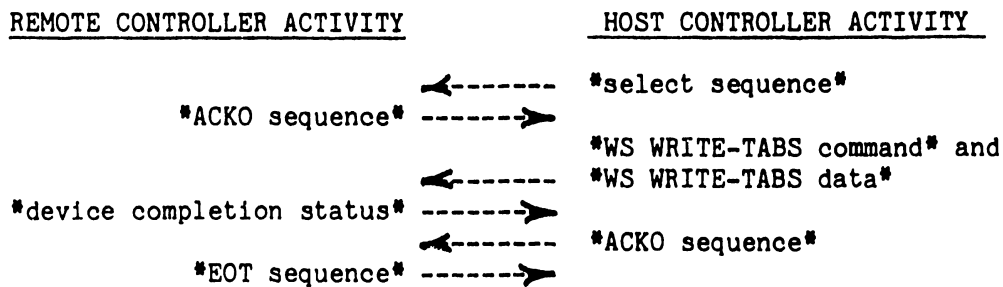 REMOTE CONTROLLER ACTIVITY HOST CONTROLLER ACTIVITY
*select sequence*
*ACKO sequence*
*WS WRITE-TABS command* and
*WS WRITE-TABS data*
*device completion status*
*ACKO sequence*
*EOT sequence*